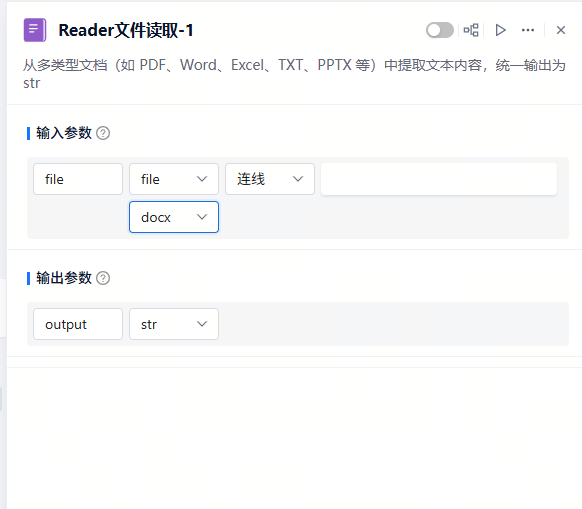 Reader文件读取-1
从多类型文档（如 PDF、Word、Excel、TXT、PPTX 等）中提取文本内容，统一输出为
str
输入参数
file file 连线
docx
输出参数
output str